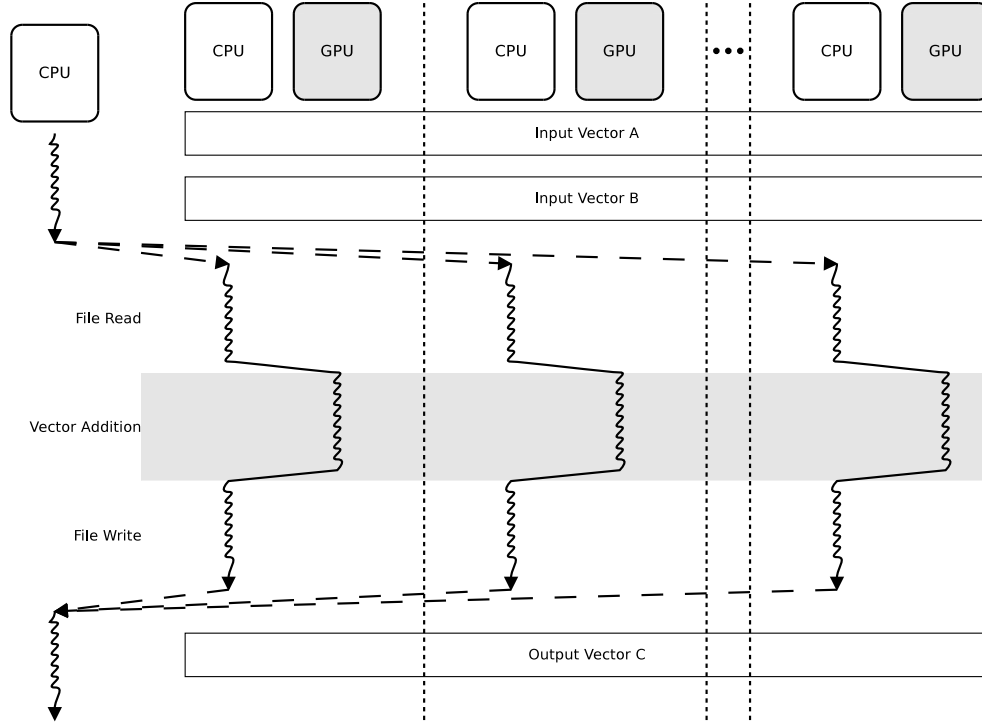 CPU
CPU
GPU
CPU
GPU
•••
CPU
GPU
Input Vector A
Input Vector B
File Read
Vector Addition
File Write
Output Vector C